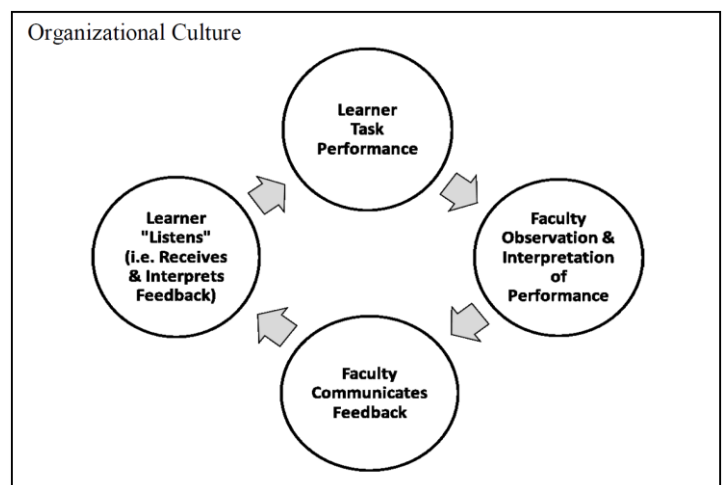 Organizational Culture
Learner
Task
Performance
Faculty
Observation &
Interpretation
of
Performance
Faculty
Communicates
Feedback
Learner
"Listens"
(i.e. Receives
& Interprets
Feedback)